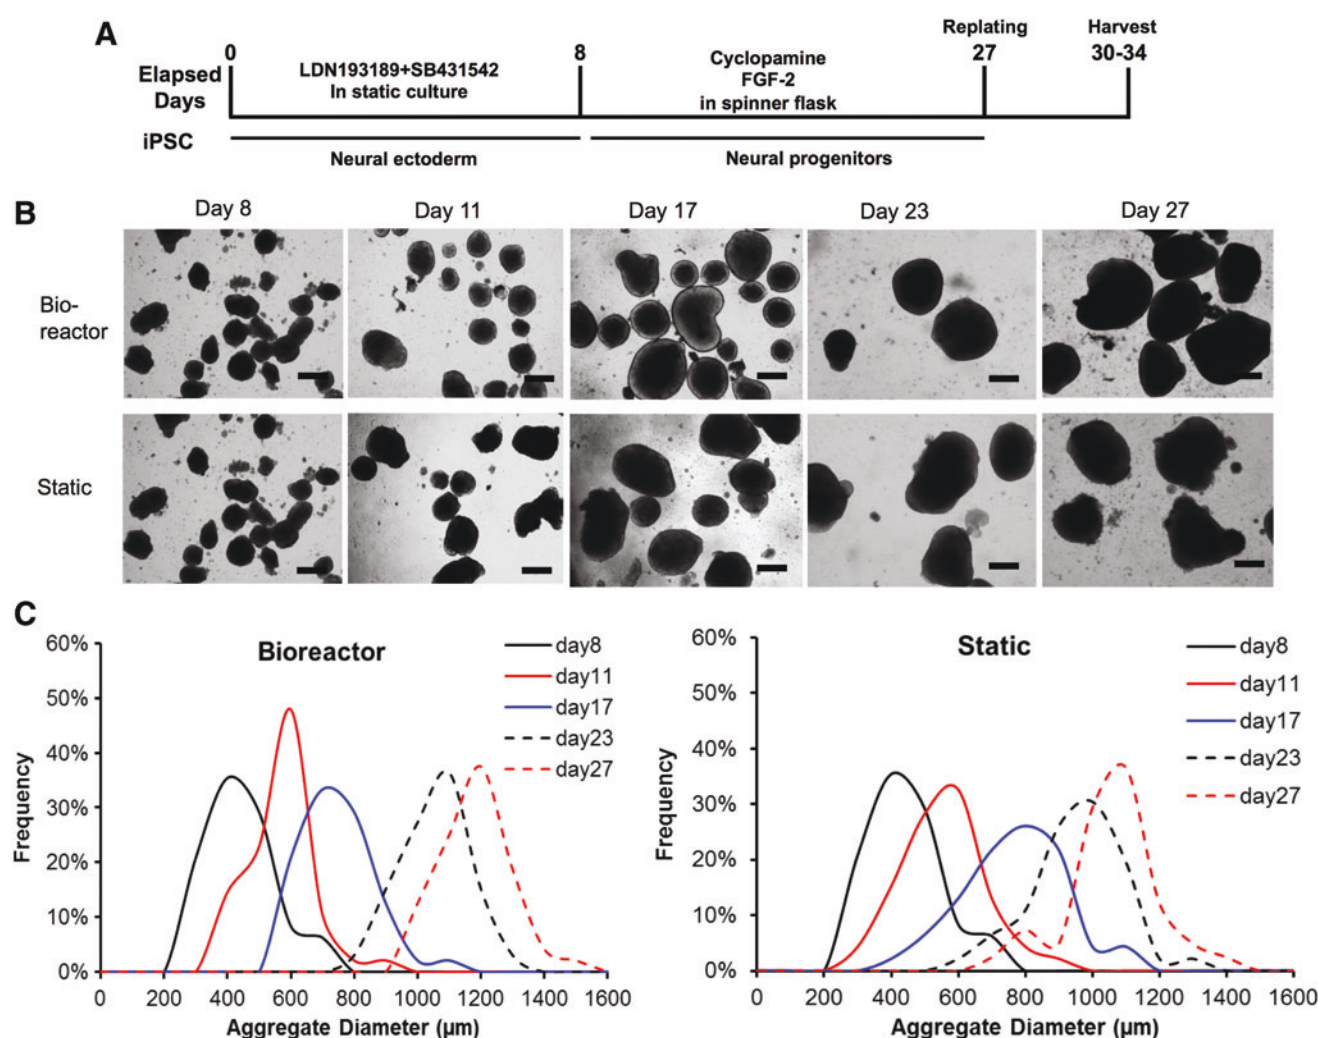 A
Replating
Harvest
0
8
27
30-34
Elapsed
Days
LDN193189+SB431542
In static culture
Cyclopamine
FGF-2
in spinner flask
iPSC
Neural ectoderm
Neural progenitors
B
Day 8
Day 11
Day 17
Day 23
Day 27
Bio-
reactor
Static
C
Bioreactor
60%
50%
40%
30%
20%
10%
0%
Frequency
0 200 400 600 800 1000 1200 1400 1600
Aggregate Diameter (µm)
day8
day11
day17
day23
day27
Static
60%
50%
40%
30%
20%
10%
0%
Frequency
0 200 400 600 800 1000 1200 1400 1600
Aggregate Diameter (µm)
day8
day11
day17
day23
day27